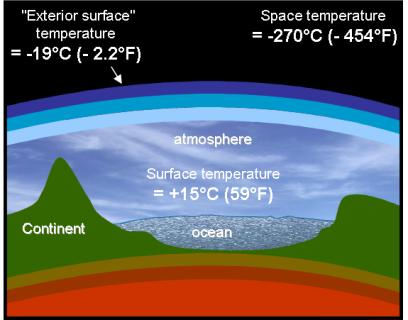 "Exterior surface"
temperature
= -19°C (- 2.2°F)
Space temperature
= -270°C (- 454°F)
atmosphere
Surface temperature
= +15°C (59°F)
Continent
ocean